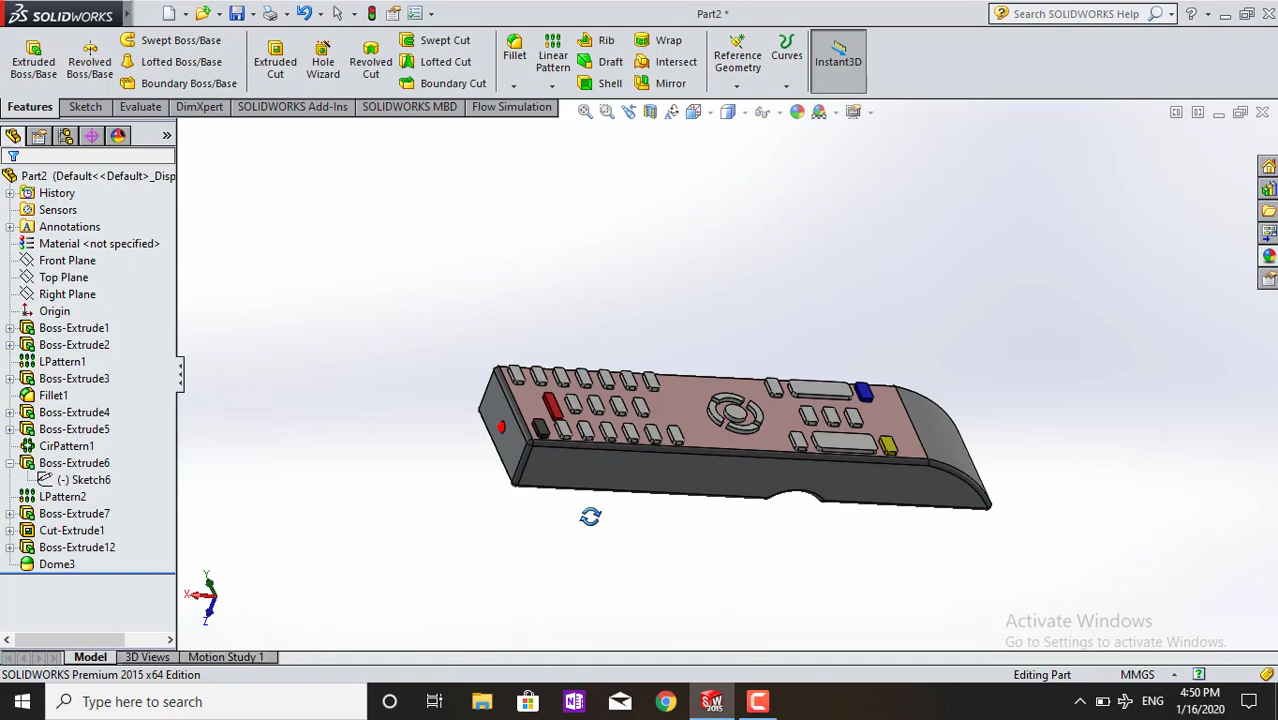 SOLIDWORKS
Part2 *
Search SOLIDWORKS Help
Extruded Boss/Base
Revolved Boss/Base
Swept Boss/Base
Lofted Boss/Base
Boundary Boss/Base
Extruded Cut
Hole Wizard
Revolved Cut
Swept Cut
Lofted Cut
Boundary Cut
Fillet
Linear Pattern
Rib
Draft
Shell
Wrap
Intersect
Mirror
Reference Geometry
Curves
Instant3D
Features Sketch Evaluate DimXpert SOLIDWORKS Add-Ins SOLIDWORKS MBD Flow Simulation
Part2 (Default<<Default>_Disp
History
Sensors
Annotations
Material <not specified>
Front Plane
Top Plane
Right Plane
Origin
Boss-Extrude1
Boss-Extrude2
LPattern1
Boss-Extrude3
Fillet1
Boss-Extrude4
Boss-Extrude5
CirPattern1
Boss-Extrude6
(-) Sketch6
LPattern2
Boss-Extrude7
Cut-Extrude1
Boss-Extrude12
Dome3
Y
X
Z
Activate Windows
Go to Settings to activate Windows.
Model 3D Views Motion Study 1
SOLIDWORKS Premium 2015 x64 Edition
Editing Part
MMGS
Type here to search
SW
2015
ENG
4:50 PM
1/16/2020